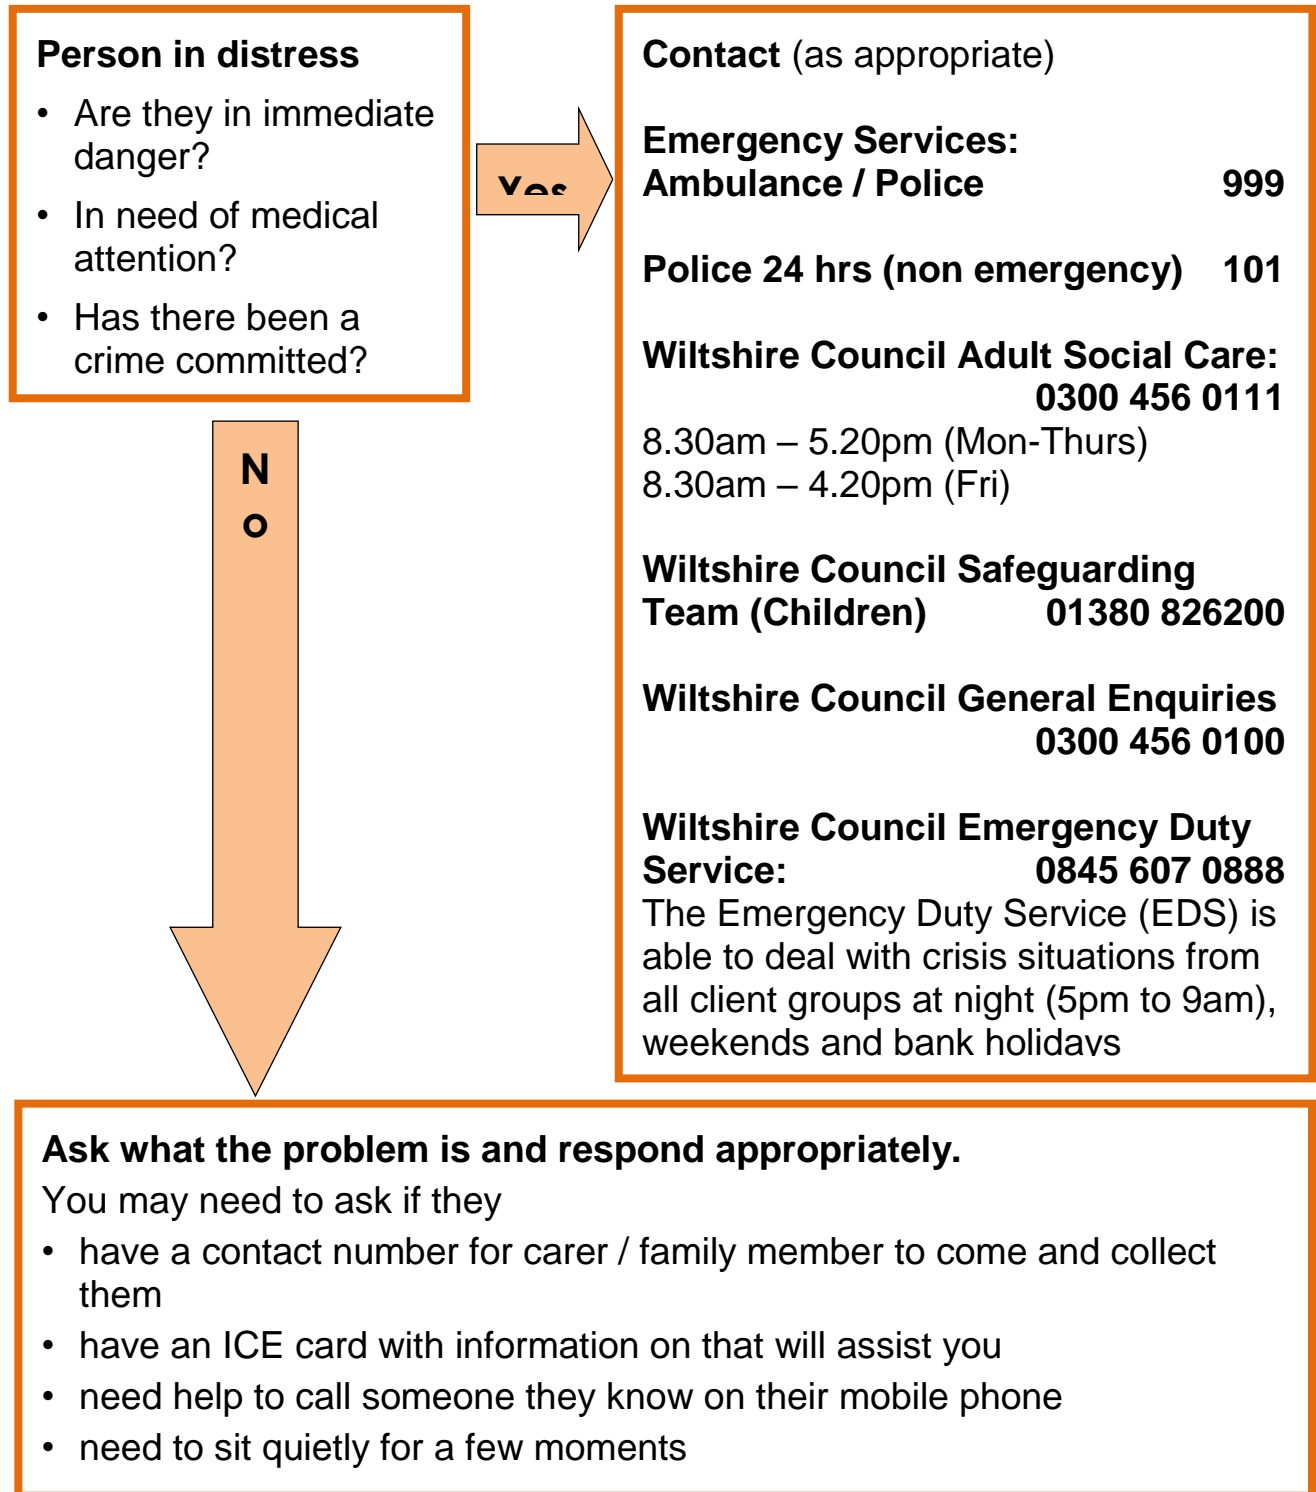 Person in distress
• Are they in immediate
danger?
• In need of medical
attention?
• Has there been a
crime committed?
Yes
Contact (as appropriate)
Emergency Services:
Ambulance / Police 999
Police 24 hrs (non emergency) 101
Wiltshire Council Adult Social Care:
0300 456 0111
8.30am – 5.20pm (Mon-Thurs)
8.30am – 4.20pm (Fri)
Wiltshire Council Safeguarding
Team (Children) 01380 826200
Wiltshire Council General Enquiries
0300 456 0100
Wiltshire Council Emergency Duty
Service: 0845 607 0888
The Emergency Duty Service (EDS) is
able to deal with crisis situations from
all client groups at night (5pm to 9am),
weekends and bank holidays
N
o
Ask what the problem is and respond appropriately.
You may need to ask if they
• have a contact number for carer / family member to come and collect
them
• have an ICE card with information on that will assist you
• need help to call someone they know on their mobile phone
• need to sit quietly for a few moments